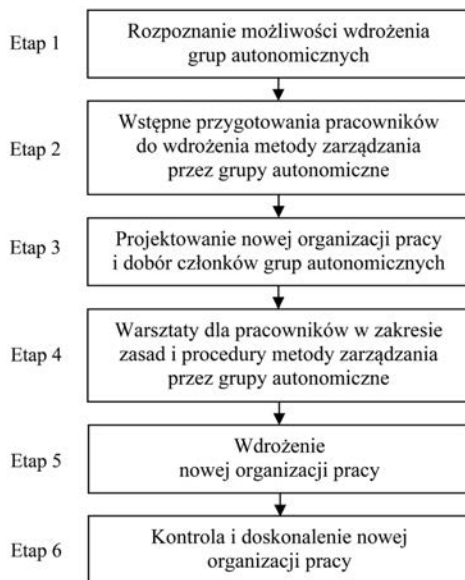 Etap 1
Rozpoznanie możliwości wdrożenia
grup autonomicznych
Etap 2
Wstępne przygotowania pracowników
do wdrożenia metody zarządzania
przez grupy autonomiczne
Etap 3
Projektowanie nowej organizacji pracy
i dobór członków grup autonomicznych
Etap 4
Warsztaty dla pracowników w zakresie
zasad i procedury metody zarządzania
przez grupy autonomiczne
Etap 5
Wdrożenie
nowej organizacji pracy
Etap 6
Kontrola i doskonalenie nowej
organizacji pracy